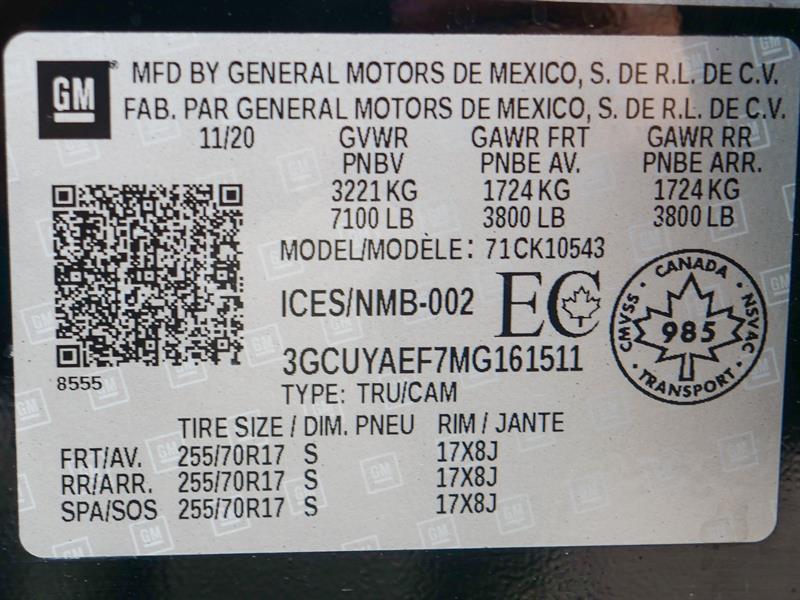 GM
MFD BY GENERAL MOTORS DE MEXICO, S. DE R.L. DE C.V.
FAB. PAR GENERAL MOTORS DE MEXICO, S. DE R.L. DE C.V.
11/20 GVWR GAWR FRT GAWR RR
PNBV PNBE AV. PNBE ARR.
3221 KG 1724 KG 1724 KG
7100 LB 3800 LB 3800 LB
MODEL/MODÈLE: 71CK10543
ICES/NMB-002 EC
CANADA
CMVSS 985 NSVAC
TRANSPORT
3GCUYAEF7MG161511
8555
TYPE: TRU/CAM
TIRE SIZE / DIM. PNEU RIM / JANTE
FRT/AV. 255/70R17 S 17X8J
RR/ARR. 255/70R17 S 17X8J
SPA/SOS 255/70R17 S 17X8J